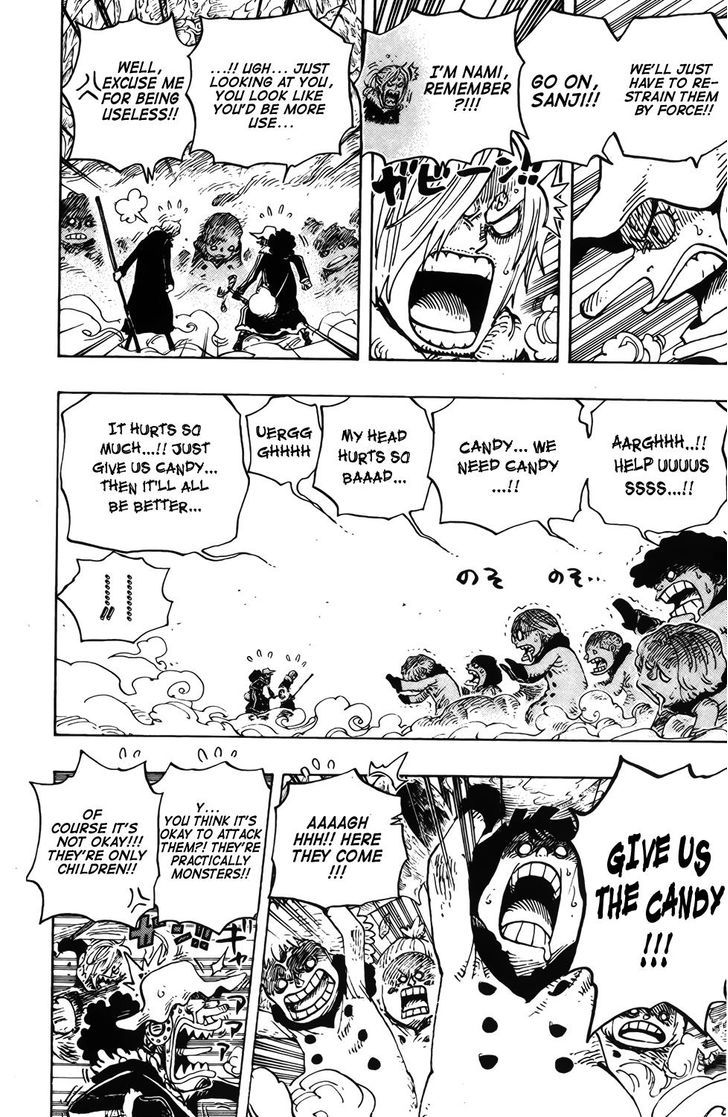 WE'LL JUST
HAVE TO RE-
STRAIN THEM
BY FORCE!!
GO ON,
SANJI!!
I'M NAMI,
REMEMBER
?!!!
ガビーン!!
...!! UGH... JUST
LOOKING AT YOU,
YOU LOOK LIKE
YOU'D BE MORE
USE...
WELL,
EXCUSE ME
FOR BEING
USELESS!!
AARGHHH..!!
HELP UUUUS
SSSS...!!
CANDY... WE
NEED CANDY
...!!
MY HEAD
HURTS SO
BAAAD...
UERGG
GHHHH
IT HURTS SO
MUCH...!! JUST
GIVE US CANDY...
THEN IT'LL ALL
BE BETTER...
のそ..
のそ
GIVE US
THE CANDY
!!!
AAAAGH
HHH!! HERE
THEY COME
!!!
Y...
YOU THINK IT'S
OKAY TO ATTACK
THEM?! THEY'RE
PRACTICALLY
MONSTERS!!
OF
COURSE IT'S
NOT OKAY!!!
THEY'RE ONLY
CHILDREN!!